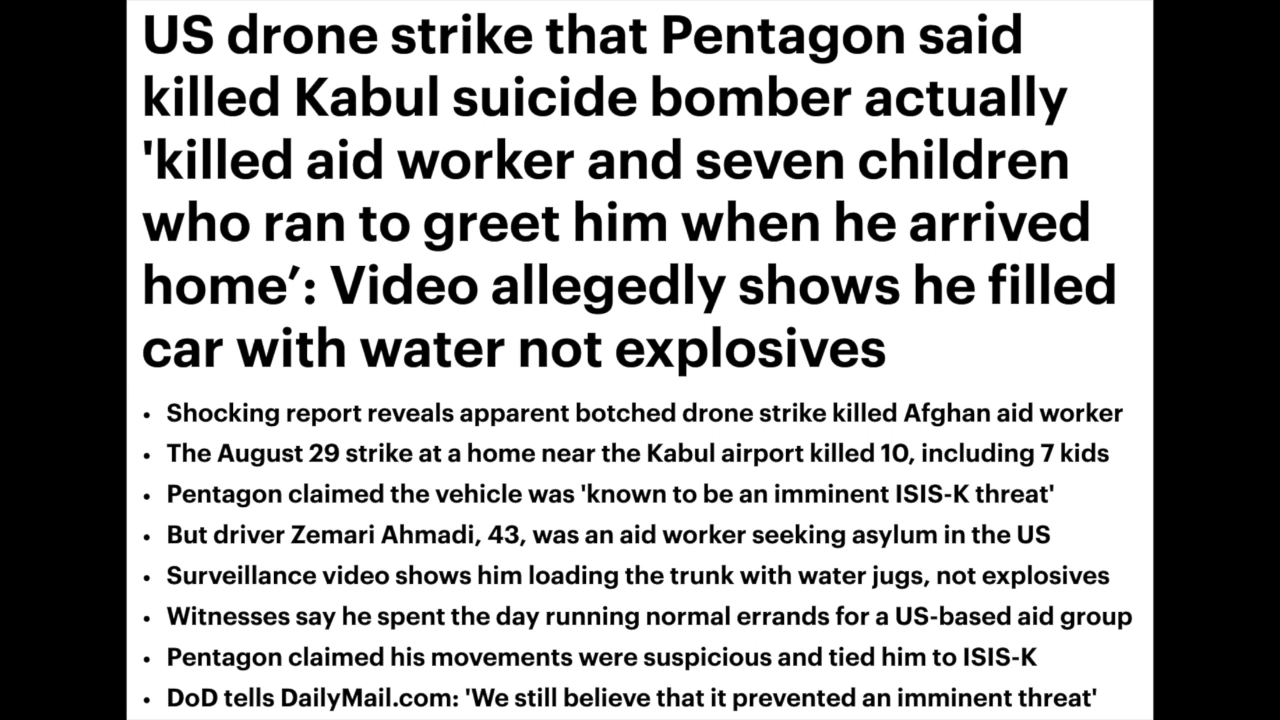 US drone strike that Pentagon said
killed Kabul suicide bomber actually
'killed aid worker and seven children
who ran to greet him when he arrived
home’: Video allegedly shows he filled
car with water not explosives
• Shocking report reveals apparent botched drone strike killed Afghan aid worker
• The August 29 strike at a home near the Kabul airport killed 10, including 7 kids
• Pentagon claimed the vehicle was 'known to be an imminent ISIS-K threat'
• But driver Zemari Ahmadi, 43, was an aid worker seeking asylum in the US
• Surveillance video shows him loading the trunk with water jugs, not explosives
• Witnesses say he spent the day running normal errands for a US-based aid group
• Pentagon claimed his movements were suspicious and tied him to ISIS-K
• DoD tells DailyMail.com: 'We still believe that it prevented an imminent threat'